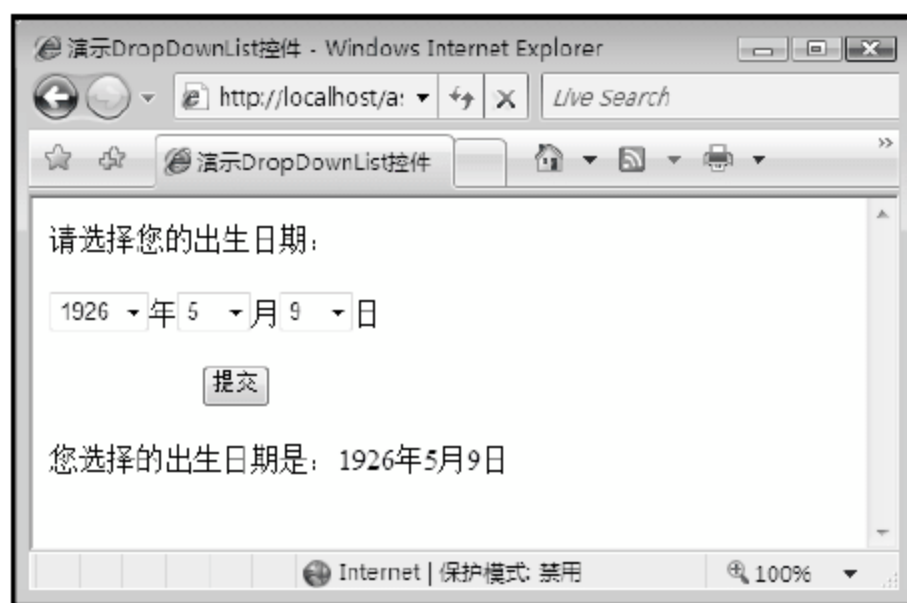 演示DropDownList控件 - Windows Internet Explorer
http://localhost/a: Live Search
演示DropDownList控件
请选择您的出生日期：
1926 年 5 月 9 日
提交
您选择的出生日期是：1926年5月9日
Internet | 保护模式: 禁用 100%